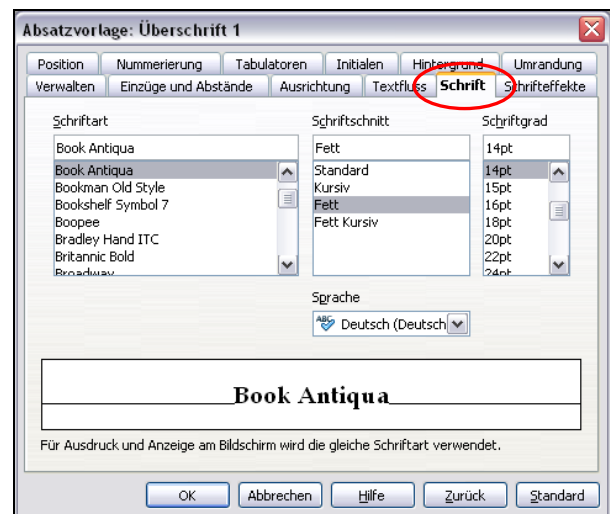 Absatzvorlage: Überschrift 1
Position Nummerierung Tabulatoren Initialen Hintergrund Umrandung
Verwalten Einzüge und Abstände Ausrichtung Textfluss Schrift Schrifteffekte
Schriftart Schriftschnitt Schriftgrad
Book Antiqua Fett 14pt
Book Antiqua Standard 14pt
Bookman Old Style Kursiv 15pt
Bookshelf Symbol 7 Fett 16pt
Boopee Fett Kursiv 18pt
Bradley Hand ITC 20pt
Britannic Bold 22pt
Broadway 24pt
Sprache
ABC Deutsch (Deutsch
Book Antiqua
Für Ausdruck und Anzeige am Bildschirm wird die gleiche Schriftart verwendet.
OK Abbrechen Hilfe Zurück Standard